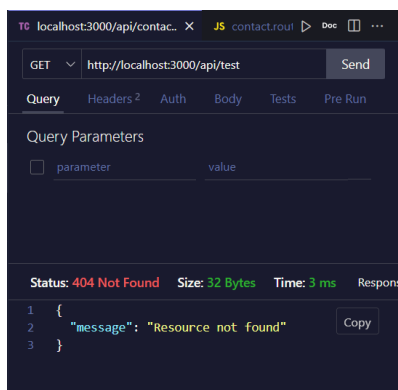 TC localhost:3000/api/contac.. × JS contact.rout Doc ...
GET http://localhost:3000/api/test Send
Query Headers 2 Auth Body Tests Pre Run
Query Parameters
parameter value
Status: 404 Not Found Size: 32 Bytes Time: 3 ms Respon
1 {
2 "message": "Resource not found"
3 }
Copy